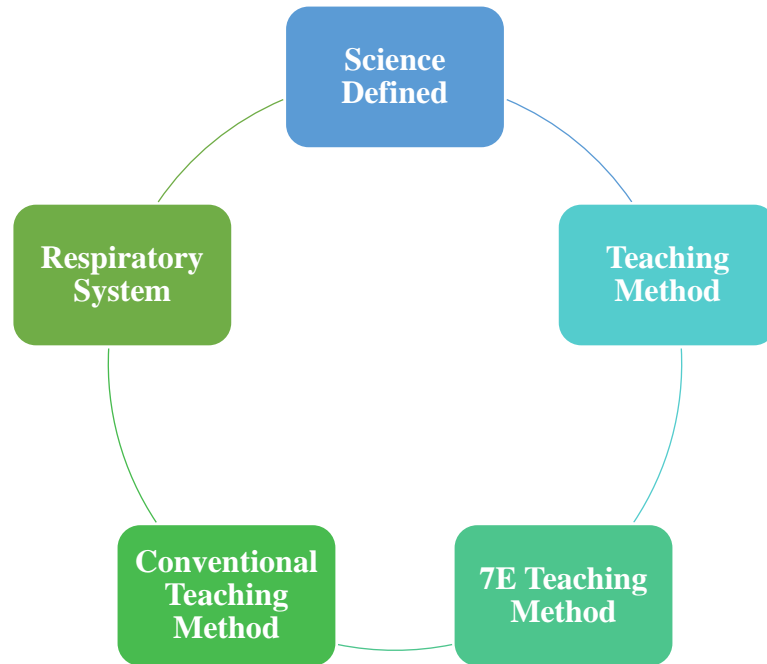 Science
Defined
Teaching
Method
7E Teaching
Method
Conventional
Teaching
Method
Respiratory
System